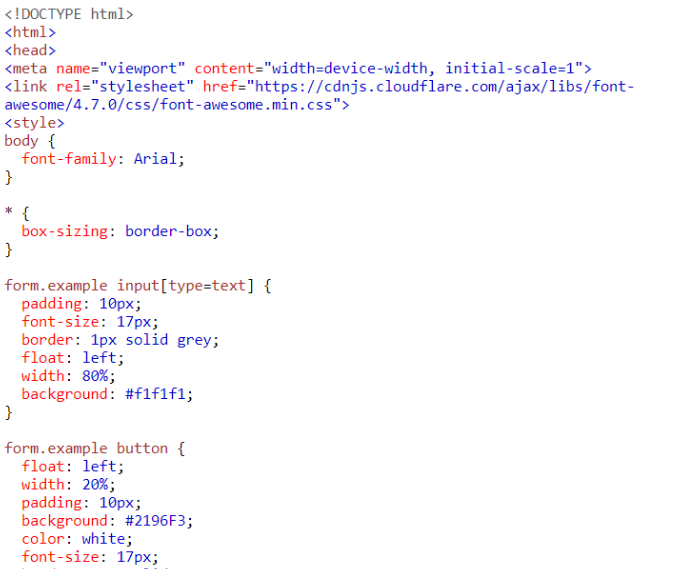 <!DOCTYPE html>
<html>
<head>
<meta name="viewport" content="width=device-width, initial-scale=1">
<link rel="stylesheet" href="https://cdnjs.cloudflare.com/ajax/libs/font-
awesome/4.7.0/css/font-awesome.min.css">
<style>
body {
  font-family: Arial;
}

* {
  box-sizing: border-box;
}

form.example input[type=text] {
  padding: 10px;
  font-size: 17px;
  border: 1px solid grey;
  float: left;
  width: 80%;
  background: #f1f1f1;
}

form.example button {
  float: left;
  width: 20%;
  padding: 10px;
  background: #2196F3;
  color: white;
  font-size: 17px;